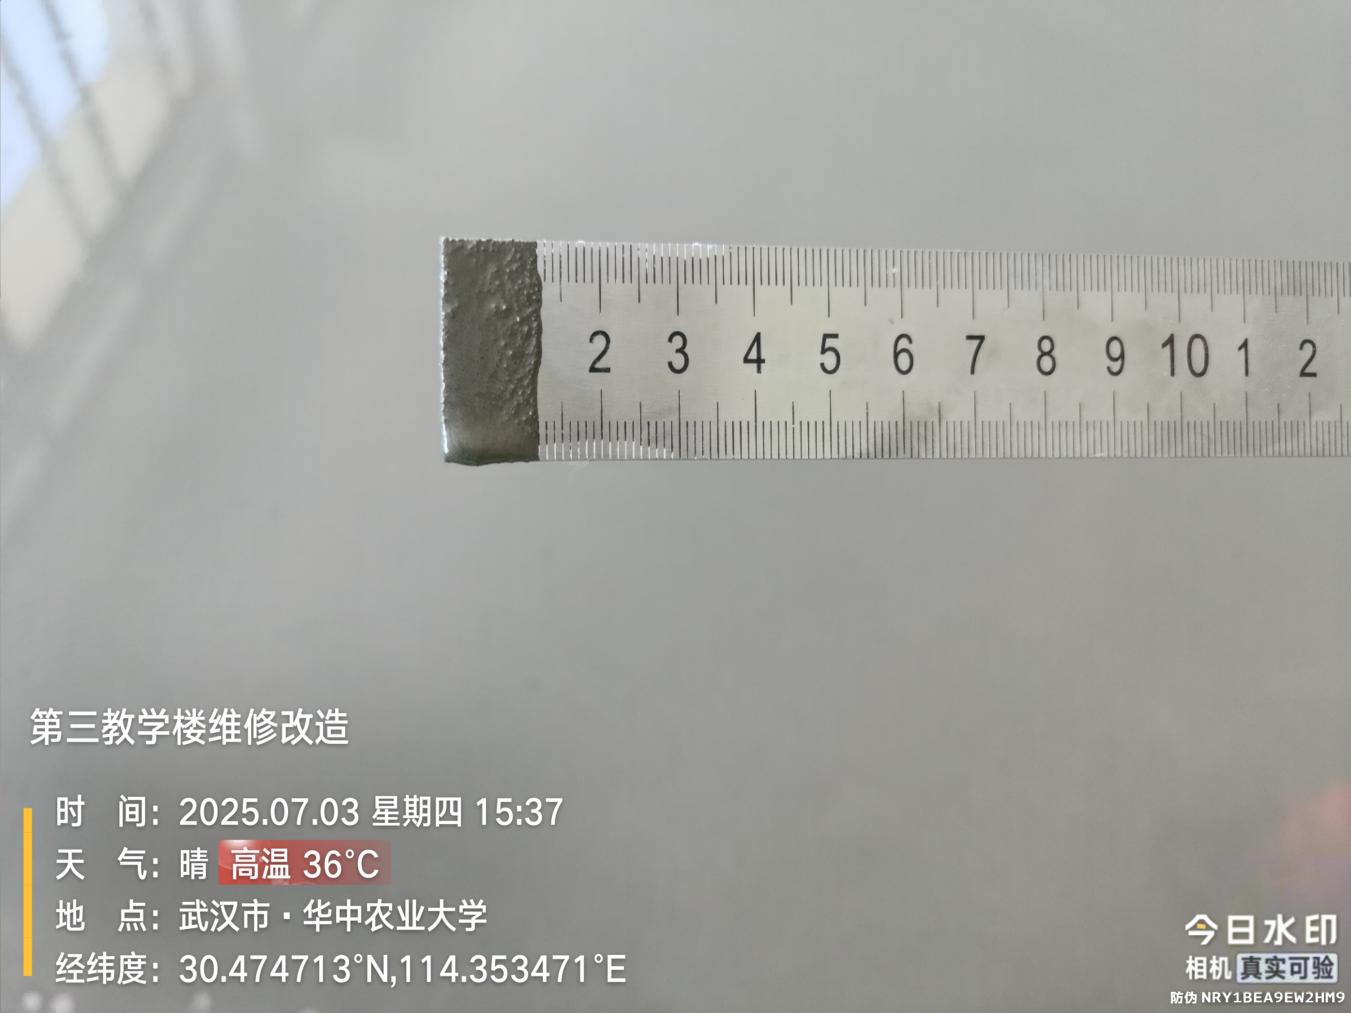 2 3 4 5 6 7 8 9 10 1 2
第三教学楼维修改造
时 间: 2025.07.03 星期四 15:37
天 气: 晴 高温 36°C
地 点: 武汉市·华中农业大学
经纬度: 30.474713°N,114.353471°E
今日水印
相机 真实可验
防伪 NRY1BEA9EW2HM9